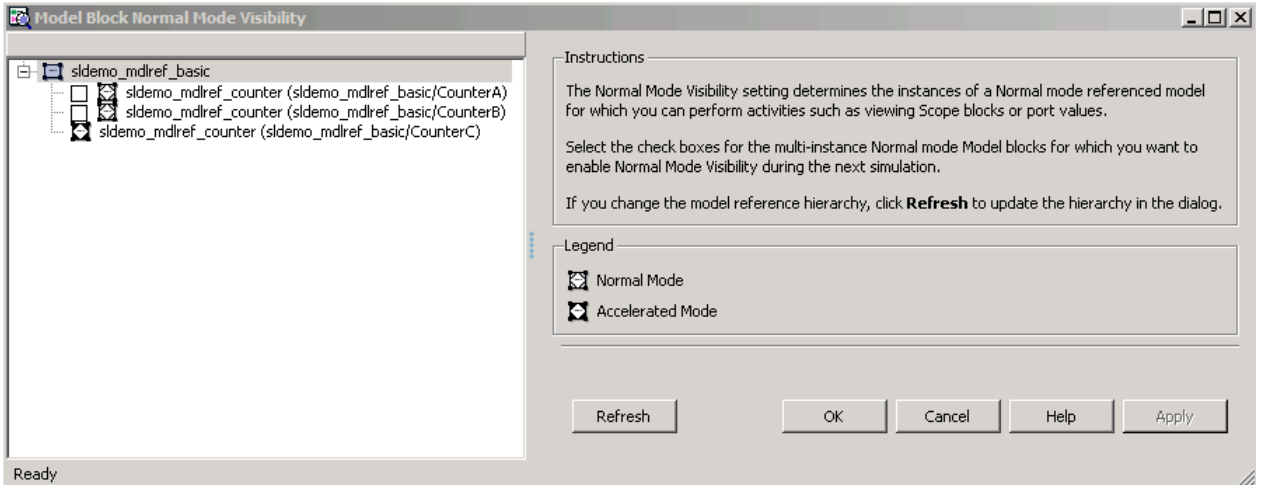 Model Block Normal Mode Visibility
sldemo_mdlref_basic
sldemo_mdlref_counter (sldemo_mdlref_basic/CounterA)
sldemo_mdlref_counter (sldemo_mdlref_basic/CounterB)
sldemo_mdlref_counter (sldemo_mdlref_basic/CounterC)
Instructions
The Normal Mode Visibility setting determines the instances of a Normal mode referenced model
for which you can perform activities such as viewing Scope blocks or port values.
Select the check boxes for the multi-instance Normal mode Model blocks for which you want to
enable Normal Mode Visibility during the next simulation.
If you change the model reference hierarchy, click Refresh to update the hierarchy in the dialog.
Legend
Normal Mode
Accelerated Mode
Refresh OK Cancel Help Apply
Ready